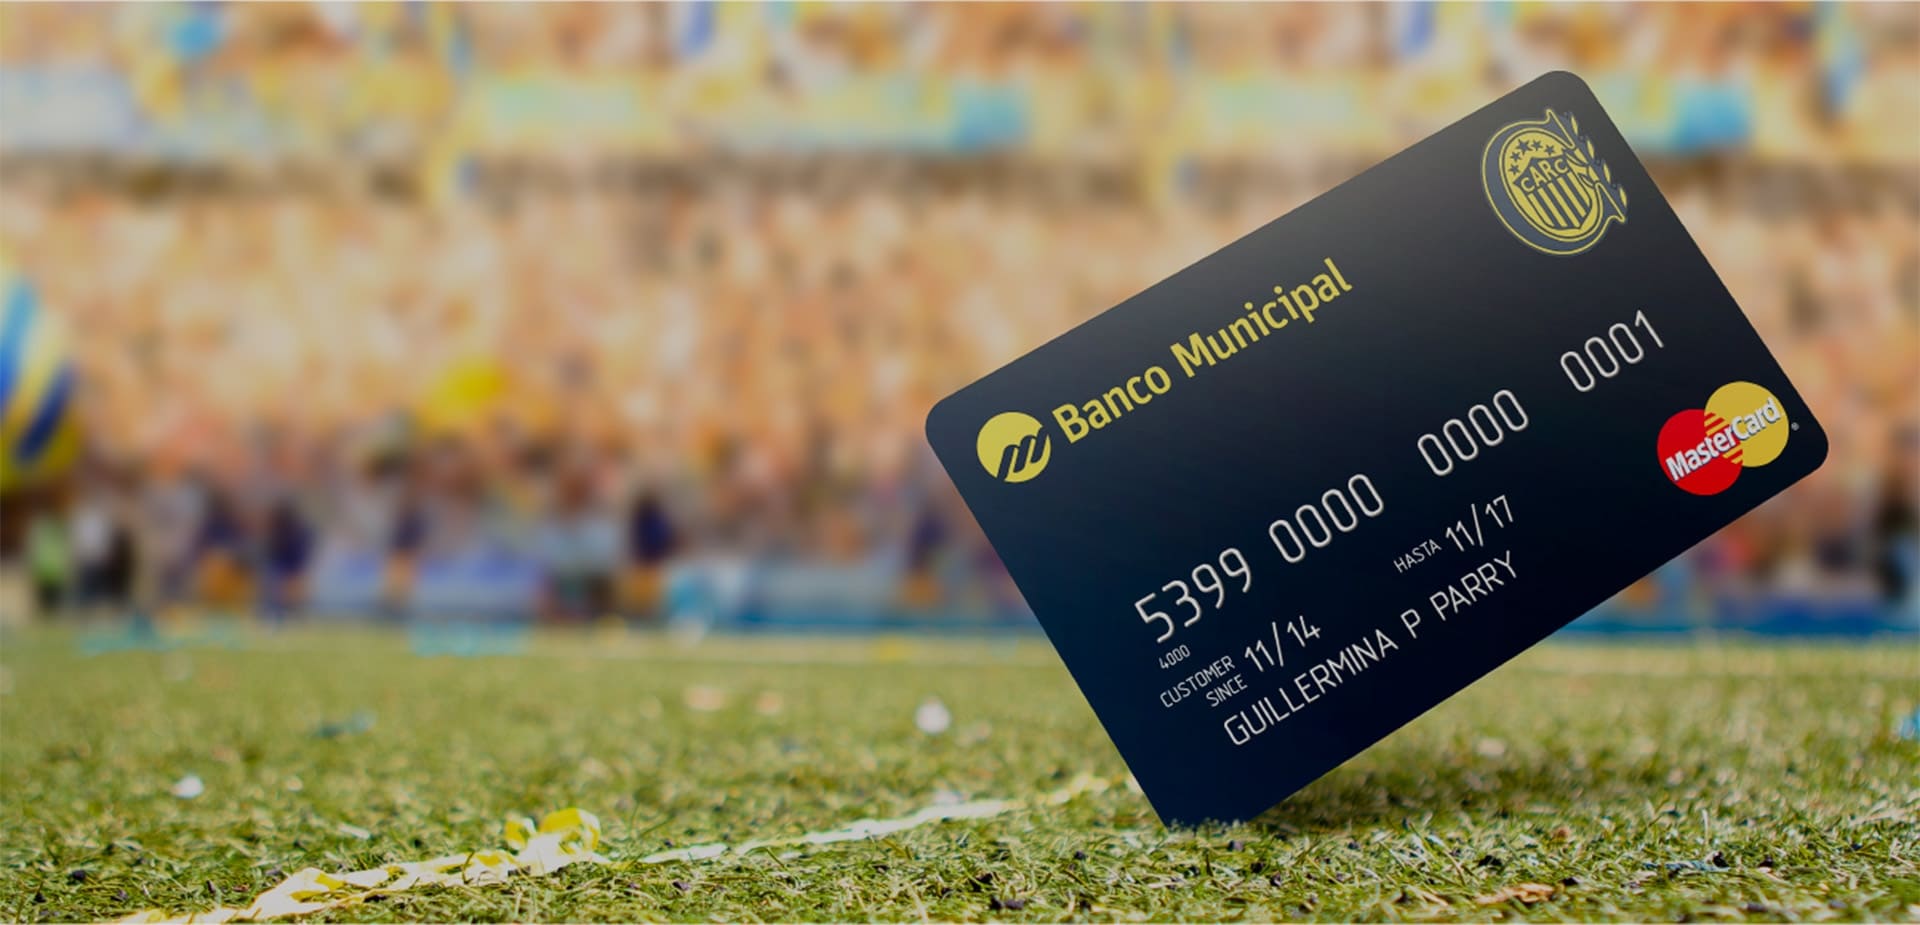 CARC
Banco Municipal
5399 0000 0000 0001
4000
CUSTOMER SINCE 11/14
HASTA 11/17
GUILLERMINA P PARRY
MasterCard